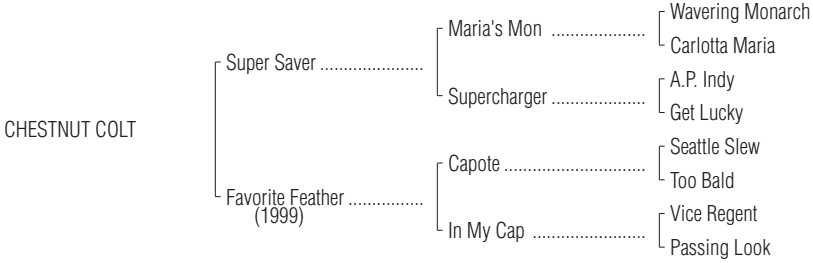 Wavering Monarch
Maria's Mon ....................
Carlotta Maria
Super Saver ......................
A.P. Indy
Supercharger ....................
Get Lucky
CHESTNUT COLT
Seattle Slew
Capote ..............................
Too Bald
Favorite Feather ................
(1999)
Vice Regent
In My Cap ........................
Passing Look